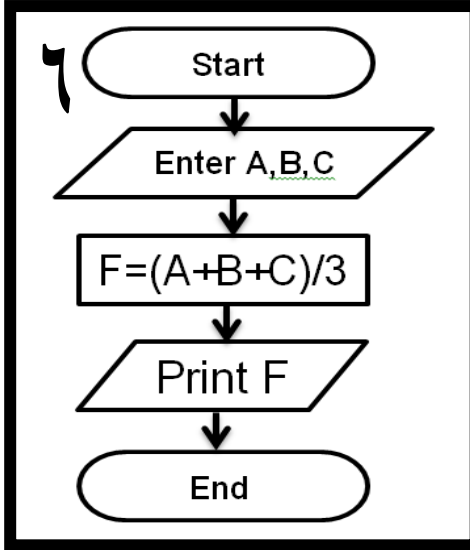 ٦
Start
Enter A,B,C
F=(A+B+C)/3
Print F
End